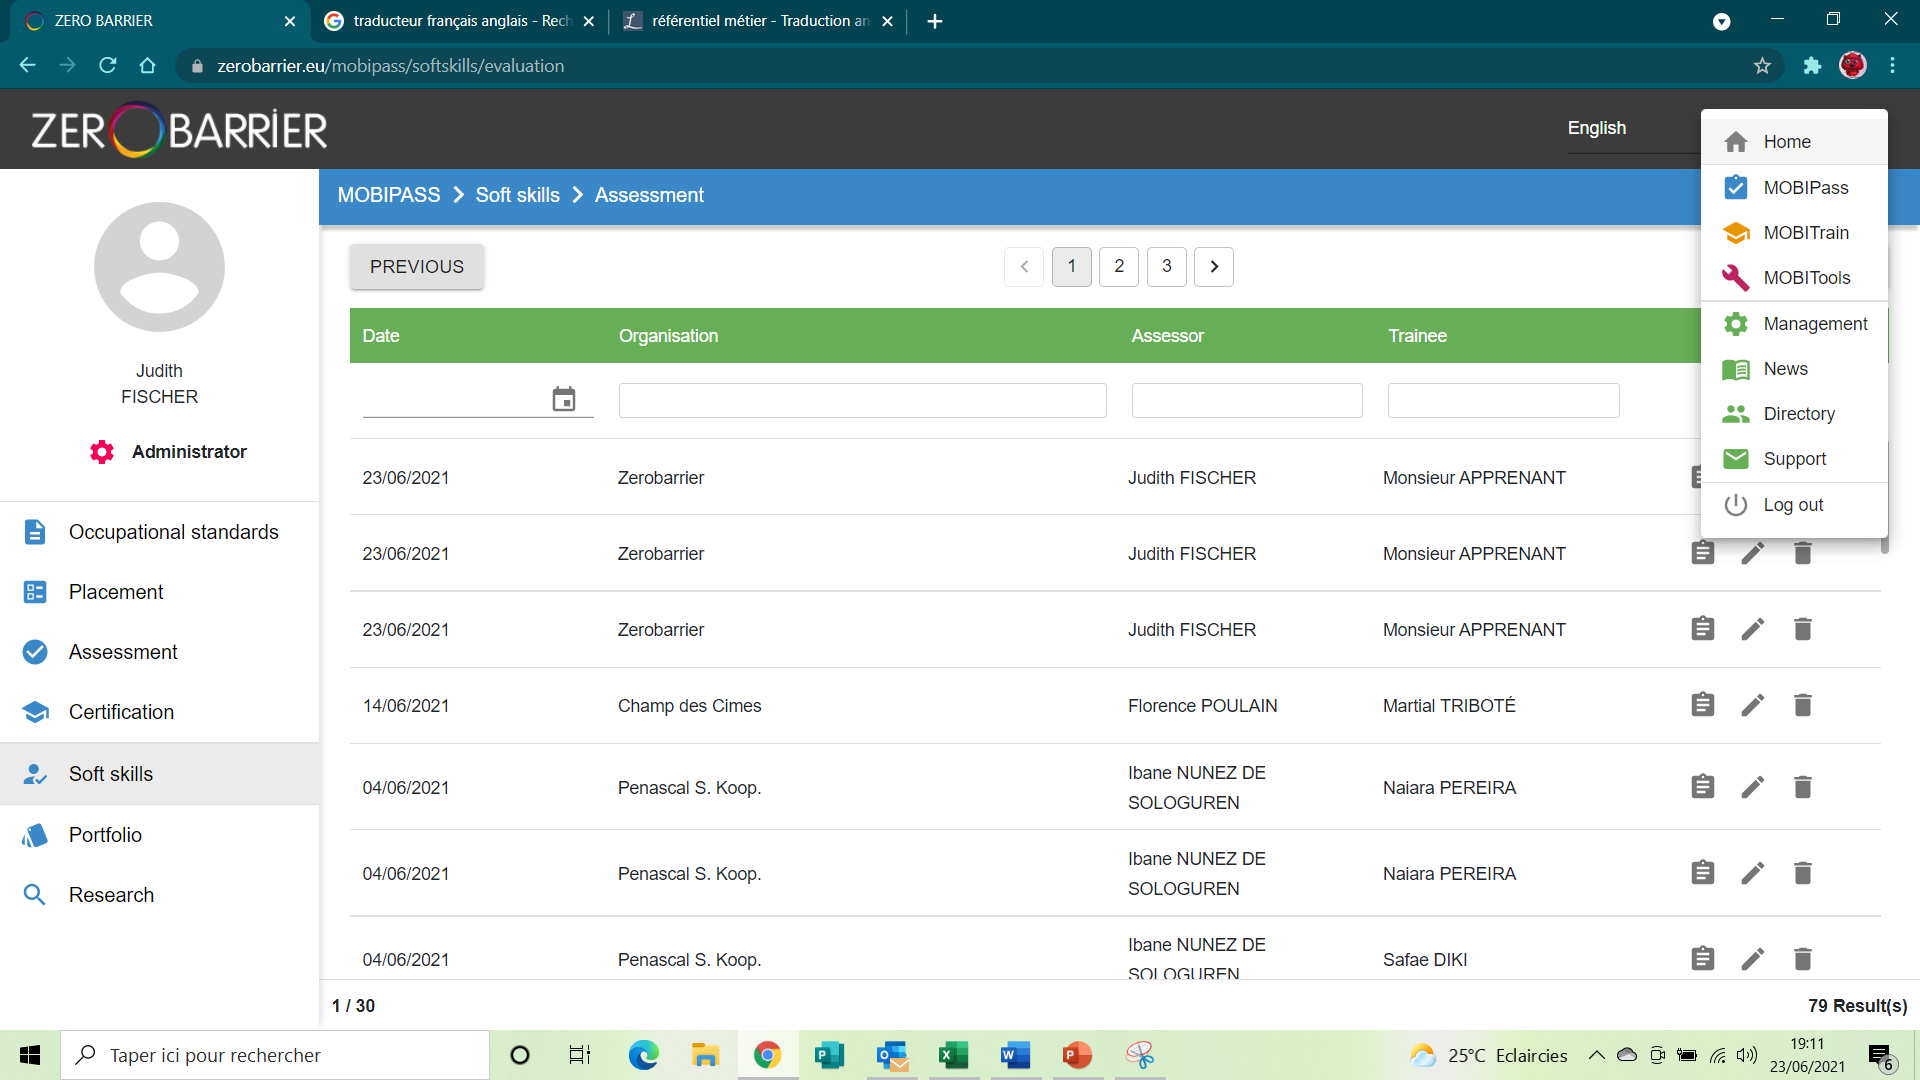 ZERO BARRIER
traducteur français anglais - Rech
référentiel métier - Traduction an
zerobarrier.eu/mobipass/softskills/evaluation
ZEROBARRIER
English
Home
MOBIPass
MOBITrain
MOBITools
Management
News
Directory
Support
Log out
Judith
FISCHER
Administrator
Occupational standards
Placement
Assessment
Certification
Soft skills
Portfolio
Research
MOBIPASS > Soft skills > Assessment
PREVIOUS
< 1 2 3 >
Date Organisation Assessor Trainee
23/06/2021 Zerobarrier Judith FISCHER Monsieur APPRENANT
23/06/2021 Zerobarrier Judith FISCHER Monsieur APPRENANT
23/06/2021 Zerobarrier Judith FISCHER Monsieur APPRENANT
14/06/2021 Champ des Cimes Florence POULAIN Martial TRIBOTÉ
04/06/2021 Penascal S. Koop. Ibane NUNEZ DE SOLOGUREN Naiara PEREIRA
04/06/2021 Penascal S. Koop. Ibane NUNEZ DE SOLOGUREN Naiara PEREIRA
04/06/2021 Penascal S. Koop. Ibane NUNEZ DE SOLOGUREN Safae DIKI
1 / 30
79 Result(s)
Taper ici pour rechercher
25°C Eclaircies
19:11
23/06/2021
6